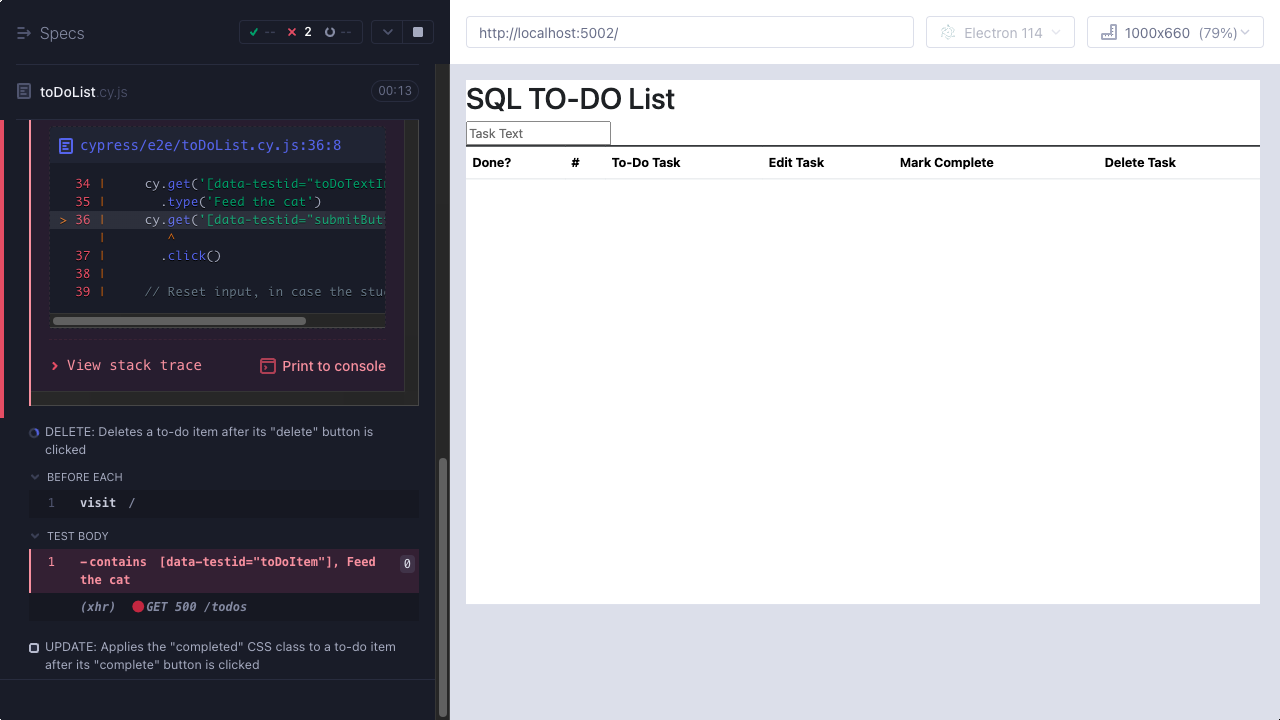 Specs
-- 2 --
toDoList.cy.js
00:13
cypress/e2e/toDoList.cy.js:36:8
34 | cy.get('[data-testid="toDoTextIn
35 | .type('Feed the cat')
> 36 | cy.get('[data-testid="submitBut
| ^
37 | .click()
38 |
39 | // Reset input, in case the stu
View stack trace
Print to console
DELETE: Deletes a to-do item after its "delete" button is
clicked
BEFORE EACH
1 visit /
TEST BODY
1 -contains [data-testid="toDoItem"], Feed
the cat
0
(xhr) GET 500 /todos
UPDATE: Applies the "completed" CSS class to a to-do item
after its "complete" button is clicked
http://localhost:5002/
Electron 114
1000x660 (79%)
SQL TO-DO List
Task Text
Done? # To-Do Task Edit Task Mark Complete Delete Task